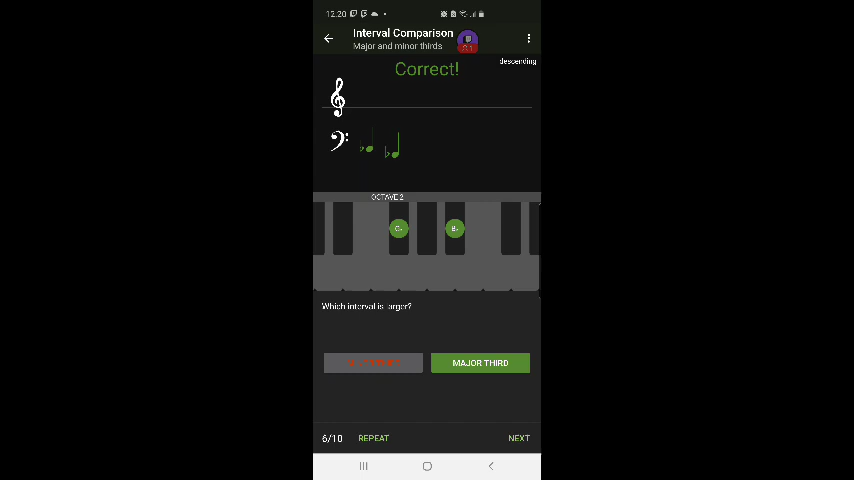 12.20
Interval Comparison
Major and minor thirds
descending
Correct!
OCTAVE 2
G♭
B♭
Which interval is larger?
MAJOR THIRD
6/10
REPEAT
NEXT